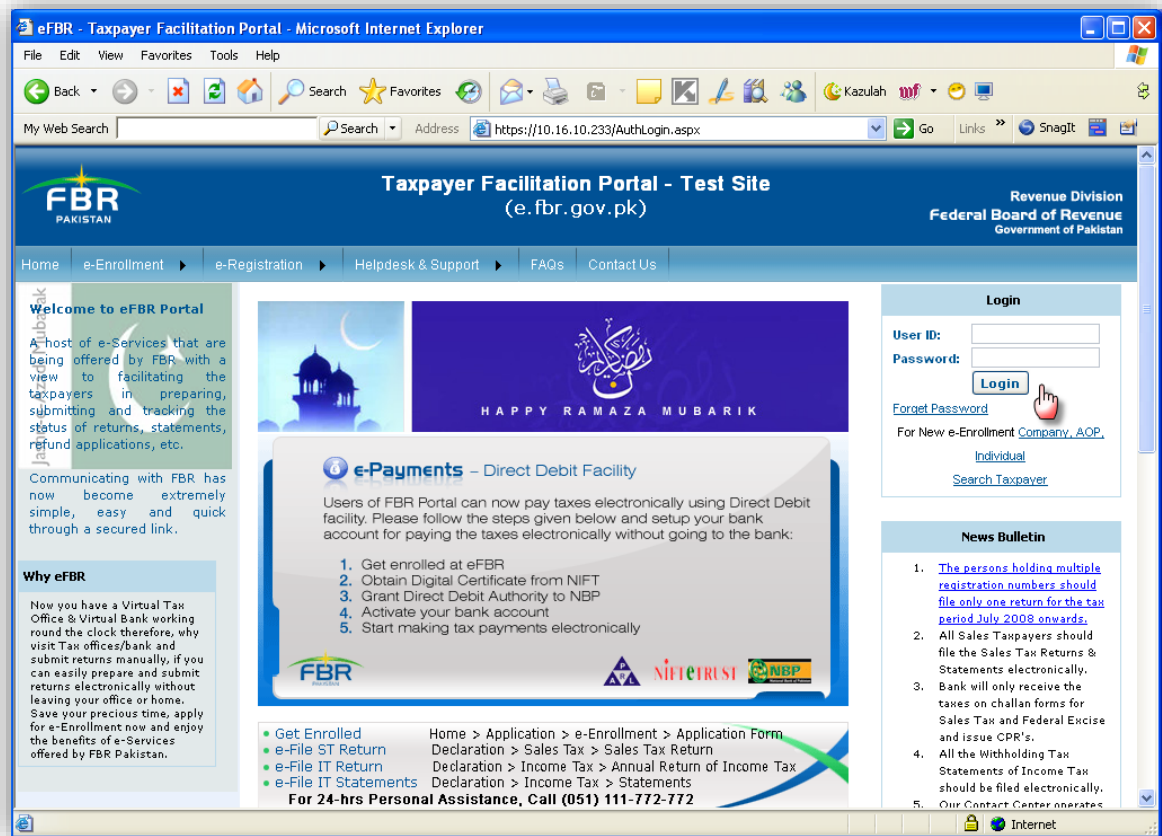 eFBR - Taxpayer Facilitation Portal - Microsoft Internet Explorer
File Edit View Favorites Tools Help
Back Search Favorites Kazulah
My Web Search Search Address https://10.16.10.233/AuthLogin.aspx Go Links » SnagIt
FBR
PAKISTAN
Taxpayer Facilitation Portal - Test Site
(e.fbr.gov.pk)
Revenue Division
Federal Board of Revenue
Government of Pakistan
Home e-Enrollment e-Registration Helpdesk & Support FAQs Contact Us
Welcome to eFBR Portal
A host of e-Services that are
being offered by FBR with a
view to facilitating the
taxpayers in preparing,
submitting and tracking the
status of returns, statements,
refund applications, etc.
Communicating with FBR has
now become extremely
simple, easy and quick
through a secured link.
Why eFBR
Now you have a Virtual Tax
Office & Virtual Bank working
round the clock therefore, why
visit Tax offices/bank and
submit returns manually, if you
can easily prepare and submit
returns electronically without
leaving your office or home.
Save your precious time, apply
for e-Enrollment now and enjoy
the benefits of e-Services
offered by FBR Pakistan.
HAPPY RAMAZA MUBARIK
e-Payments – Direct Debit Facility
Users of FBR Portal can now pay taxes electronically using Direct Debit
facility. Please follow the steps given below and setup your bank
account for paying the taxes electronically without going to the bank:
1. Get enrolled at eFBR
2. Obtain Digital Certificate from NIFT
3. Grant Direct Debit Authority to NBP
4. Activate your bank account
5. Start making tax payments electronically
FBR
PRAL NIFTeTRUST NBP
Get Enrolled Home > Application > e-Enrollment > Application Form
e-File ST Return Declaration > Sales Tax > Sales Tax Return
e-File IT Return Declaration > Income Tax > Annual Return of Income Tax
e-File IT Statements Declaration > Income Tax > Statements
For 24-hrs Personal Assistance, Call (051) 111-772-772
Login
User ID:
Password:
Login
Forget Password
For New e-Enrollment Company, AOP,
Individual
Search Taxpayer
News Bulletin
1. The persons holding multiple
registration numbers should
file only one return for the tax
period July 2008 onwards.
2. All Sales Taxpayers should
file the Sales Tax Returns &
Statements electronically.
3. Bank will only receive the
taxes on challan forms for
Sales Tax and Federal Excise
and issue CPR's.
4. All the Withholding Tax
Statements of Income Tax
should be filed electronically.
5. Our Contact Center operates
Internet